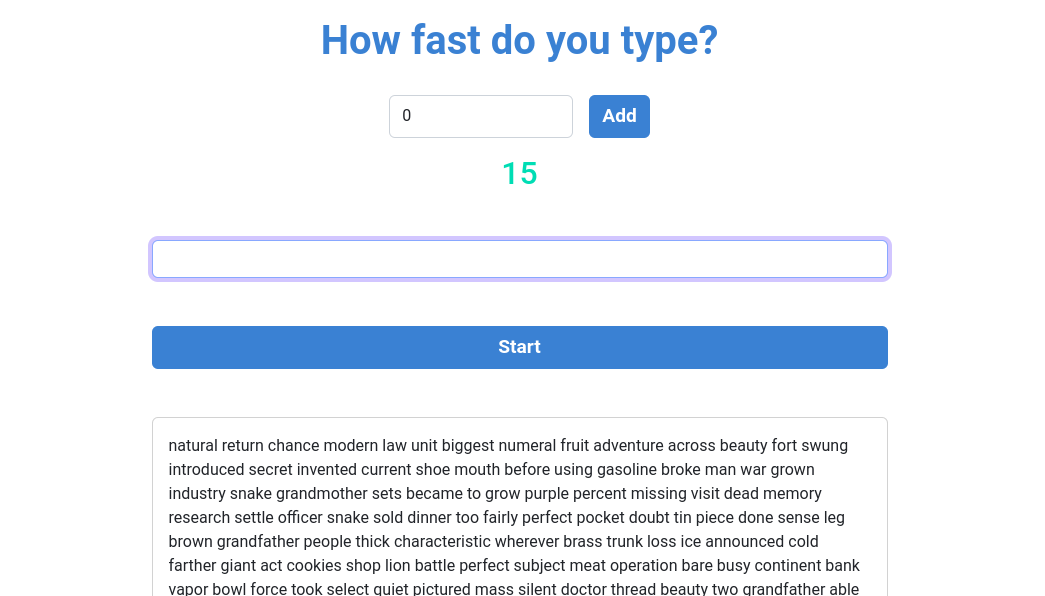 How fast do you type?
0
Add
15
Start
natural return chance modern law unit biggest numeral fruit adventure across beauty fort swung
introduced secret invented current shoe mouth before using gasoline broke man war grown
industry snake grandmother sets became to grow purple percent missing visit dead memory
research settle officer snake sold dinner too fairly perfect pocket doubt tin piece done sense leg
brown grandfather people thick characteristic wherever brass trunk loss ice announced cold
farther giant act cookies shop lion battle perfect subject meat operation bare busy continent bank
vapor bowl force took select quiet pictured mass silent doctor thread beauty two grandfather able